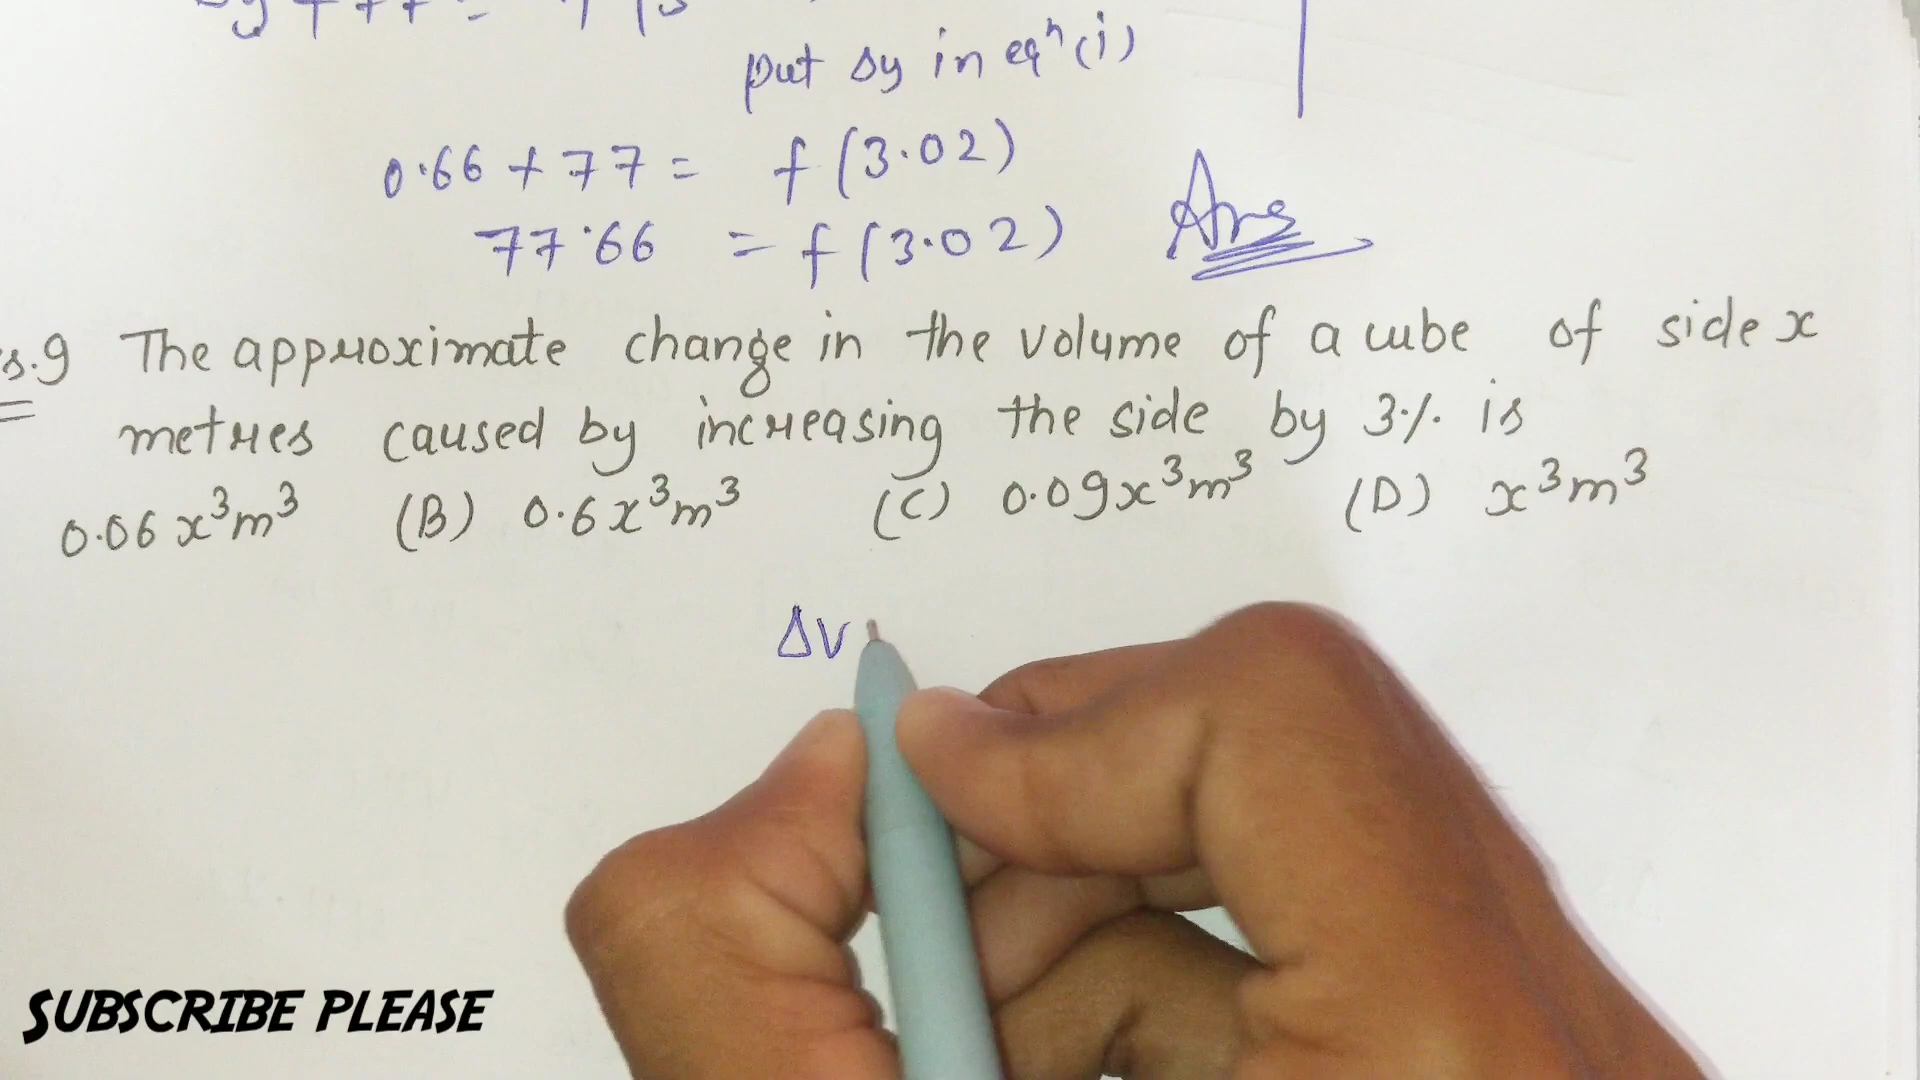 put Δy in eqⁿ(i)
0.66 + 77 = f(3.02)
77.66 = f(3.02) Ans
.9 The approximate change in the volume of a cube of side x
metres caused by increasing the side by 3% is
0.06x³m³ (B) 0.6x³m³ (C) 0.09x³m³ (D) x³m³
ΔV
SUBSCRIBE PLEASE